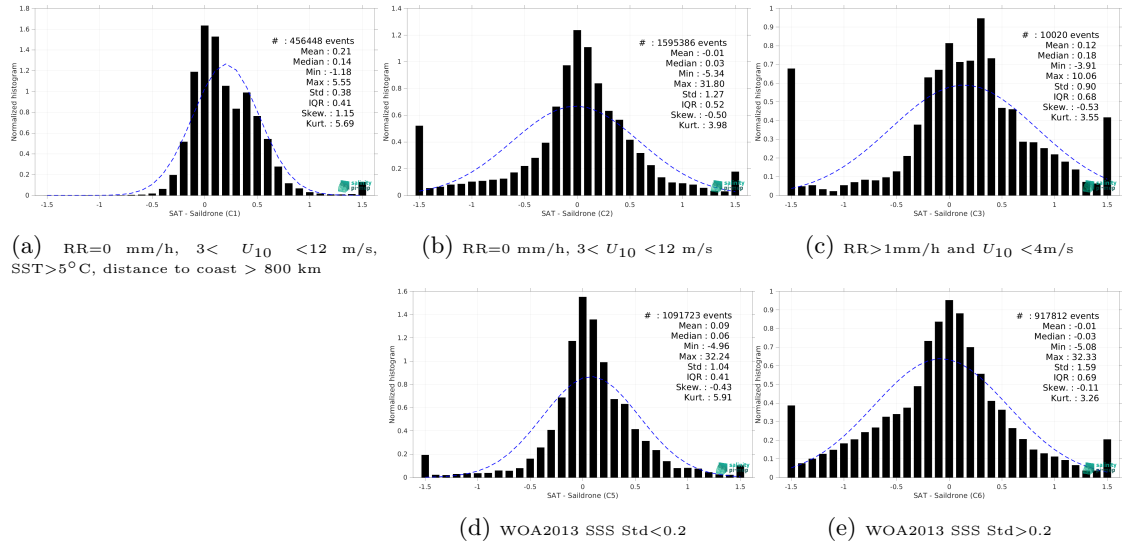 1.8
1.6
1.4
1.2
1
0.8
0.6
0.4
0.2
0
Normalized histogram
# : 456448 events
Mean : 0.21
Median : 0.14
Min : -1.18
Max : 5.55
Std : 0.38
IQR : 0.41
Skew. : 1.15
Kurt. : 5.69
-1.5 -1 -0.5 0 0.5 1 1.5
SAT - Saildrone (C1)
(a) RR=0 mm/h, 3< U10 <12 m/s,
SST>5°C, distance to coast > 800 km
1.4
1.2
1
0.8
0.6
0.4
0.2
0
Normalized histogram
# : 1595386 events
Mean : -0.01
Median : 0.03
Min : -5.34
Max : 31.80
Std : 1.27
IQR : 0.52
Skew. : -0.50
Kurt. : 3.98
-1.5 -1 -0.5 0 0.5 1 1.5
SAT - Saildrone (C2)
(b) RR=0 mm/h, 3< U10 <12 m/s
1
0.9
0.8
0.7
0.6
0.5
0.4
0.3
0.2
0.1
0
Normalized histogram
# : 10020 events
Mean : 0.12
Median : 0.18
Min : -3.91
Max : 10.06
Std : 0.90
IQR : 0.68
Skew. : -0.53
Kurt. : 3.55
-1.5 -1 -0.5 0 0.5 1 1.5
SAT - Saildrone (C3)
(c) RR>1mm/h and U10 <4m/s
1.6
1.4
1.2
1
0.8
0.6
0.4
0.2
0
Normalized histogram
# : 1091723 events
Mean : 0.09
Median : 0.06
Min : -4.96
Max : 32.24
Std : 1.04
IQR : 0.41
Skew. : -0.43
Kurt. : 5.91
-1.5 -1 -0.5 0 0.5 1 1.5
SAT - Saildrone (C5)
(d) WOA2013 SSS Std<0.2
1
0.9
0.8
0.7
0.6
0.5
0.4
0.3
0.2
0.1
0
Normalized histogram
# : 917812 events
Mean : -0.01
Median : -0.03
Min : -5.08
Max : 32.33
Std : 1.59
IQR : 0.69
Skew. : -0.11
Kurt. : 3.26
-1.5 -1 -0.5 0 0.5 1 1.5
SAT - Saildrone (C6)
(e) WOA2013 SSS Std>0.2